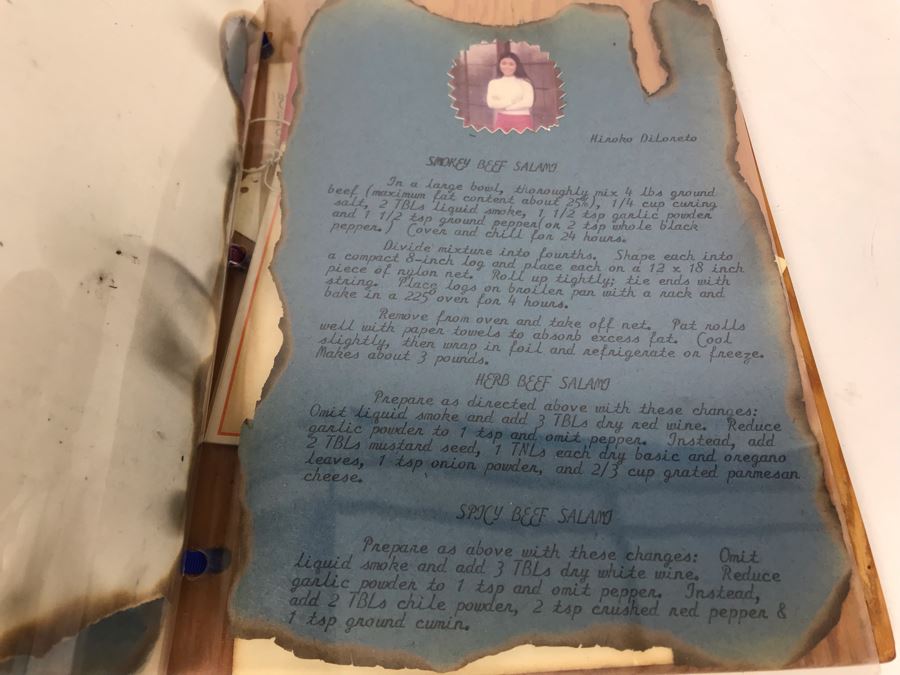 Hiroko DiLoreto
SMOKEY BEEF SALAMI
In a large bowl, thoroughly mix 4 lbs ground
beef (maximum fat content about 25%), 1/4 cup curing
salt, 2 TBLs liquid smoke, 1 1/2 tsp garlic powder
and 1 1/2 tsp ground pepper(or 2 tsp whole black
pepper.) Cover and chill for 24 hours.
Divide mixture into fourths. Shape each into
a compact 8-inch log and place each on a 12 x 18 inch
piece of nylon net. Roll up tightly; tie ends with
string. Place logs on broiler pan with a rack and
bake in a 225° oven for 4 hours.
Remove from oven and take off net. Pat rolls
well with paper towels to absorb excess fat. Cool
slightly, then wrap in foil and refrigerate or freeze.
Makes about 3 pounds.
HERB BEEF SALAMI
Prepare as directed above with these changes:
Omit liquid smoke and add 3 TBLs dry red wine. Reduce
garlic powder to 1 tsp and omit pepper. Instead, add
2 TBLs mustard seed, 1 TNLs each dry basic and oregano
leaves, 1 tsp onion powder, and 2/3 cup grated parmesan
cheese.
SPICY BEEF SALAMI
Prepare as above with these changes: Omit
liquid smoke and add 3 TBLs dry white wine. Reduce
garlic powder to 1 tsp and omit pepper. Instead,
add 2 TBLs chile powder, 2 tsp crushed red pepper &
1 tsp ground cumin.